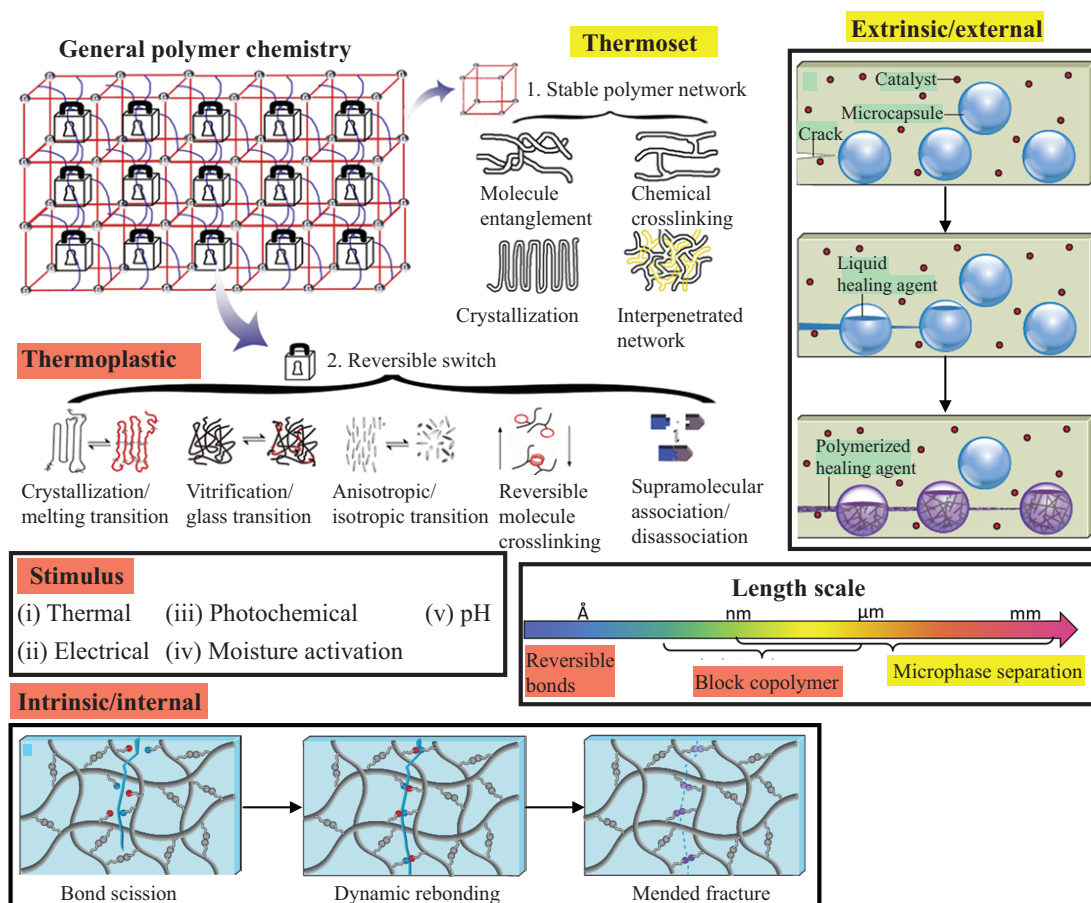 General polymer chemistry
Thermoset
1. Stable polymer network
Molecule
entanglement
Chemical
crosslinking
Crystallization
Interpenetrated
network
Thermoplastic
2. Reversible switch
Crystallization/
melting transition
Vitrification/
glass transition
Anisotropic/
isotropic transition
Reversible
molecule
crosslinking
Supramolecular
association/
disassociation
Extrinsic/external
Catalyst
Microcapsule
Crack
Liquid
healing agent
Polymerized
healing agent
Stimulus
(i) Thermal (iii) Photochemical (v) pH
(ii) Electrical (iv) Moisture activation
Length scale
Å nm µm mm
Reversible
bonds
Block copolymer
Microphase separation
Intrinsic/internal
Bond scission
Dynamic rebonding
Mended fracture